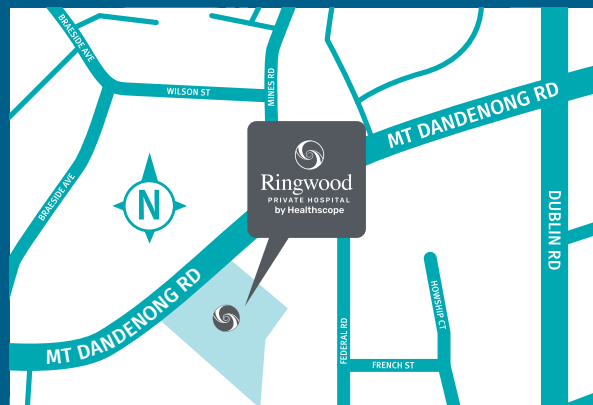 BRAESIDE AVE
WILSON ST
MINES RD
MT DANDENONG RD
Ringwood
PRIVATE HOSPITAL
by Healthscope
BRAESIDE AVE
N
DUBLIN RD
MT DANDENONG RD
HOWSHIP CT
FEDERAL RD
FRENCH ST